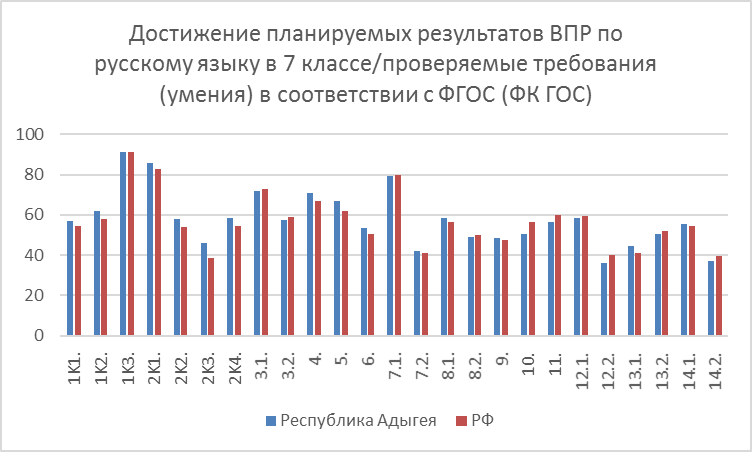 Достижение планируемых результатов ВПР по
русскому языку в 7 классе/проверяемые требования
(умения) в соответствии с ФГОС (ФК ГОС)
100
80
60
40
20
0
1К1. 1К2. 1К3. 2К1. 2К2. 2К3. 2К4. 3.1. 3.2. 4. 5. 6. 7.1. 7.2. 8.1. 8.2. 9. 10. 11. 12.1. 12.2. 13.1. 13.2. 14.1. 14.2.
Республика Адыгея РФ